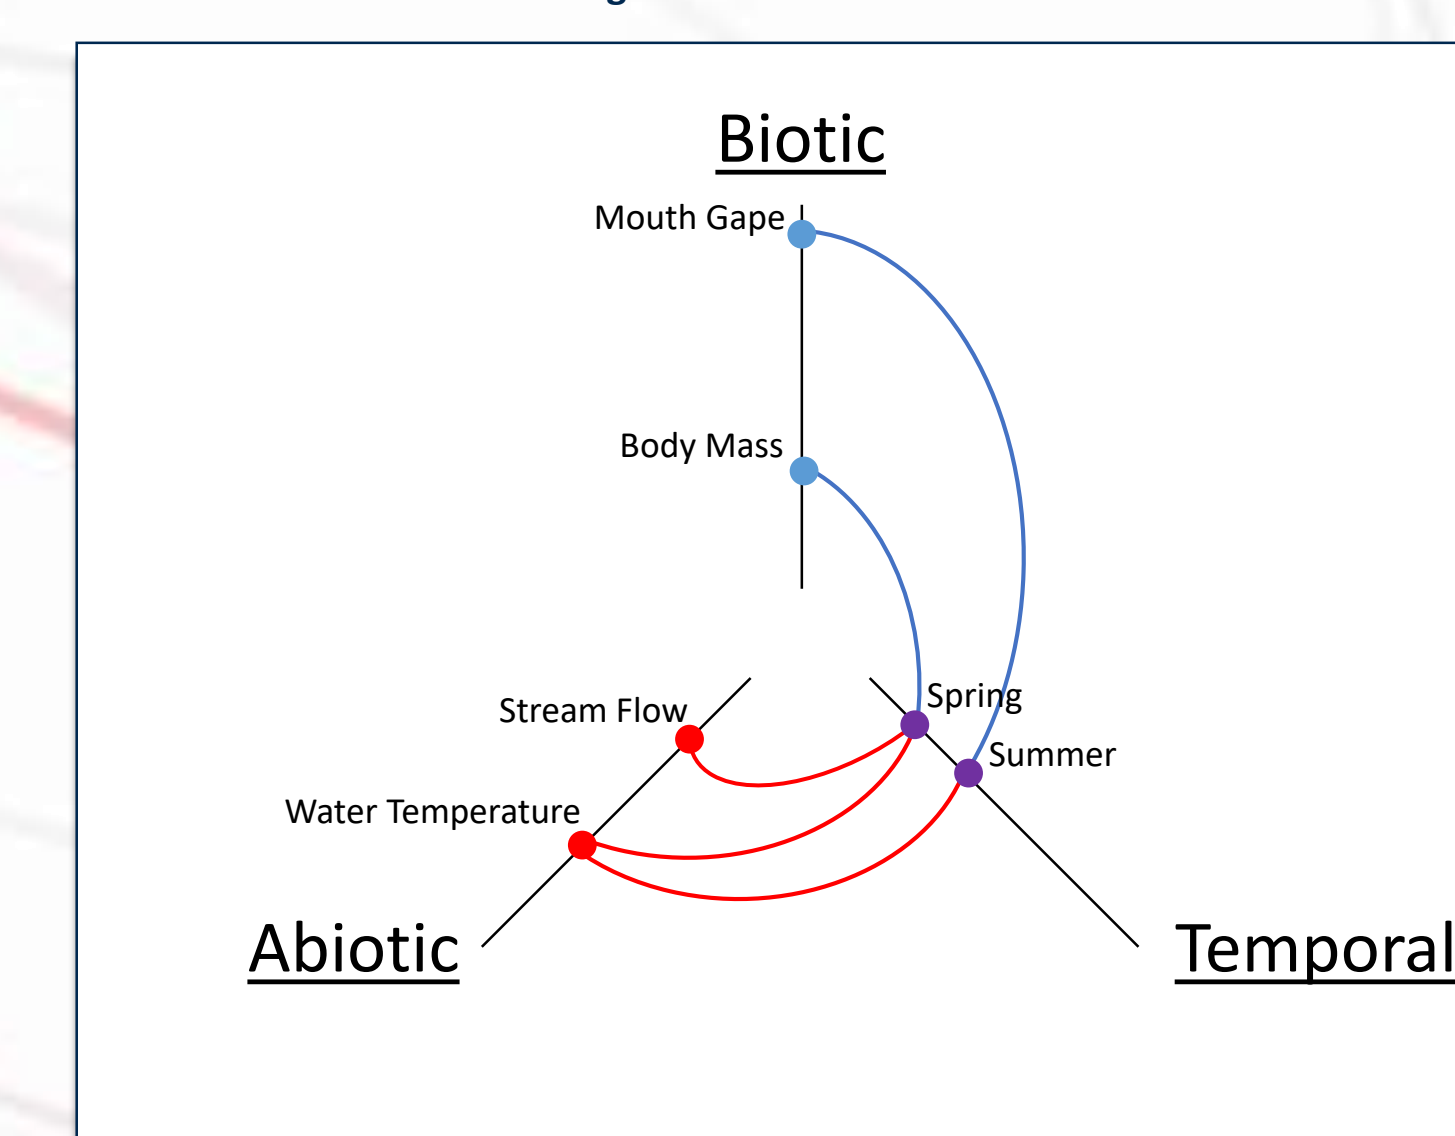 Biotic
Mouth Gape
Body Mass
Spring
Stream Flow
Summer
Water Temperature
Abiotic
Temporal